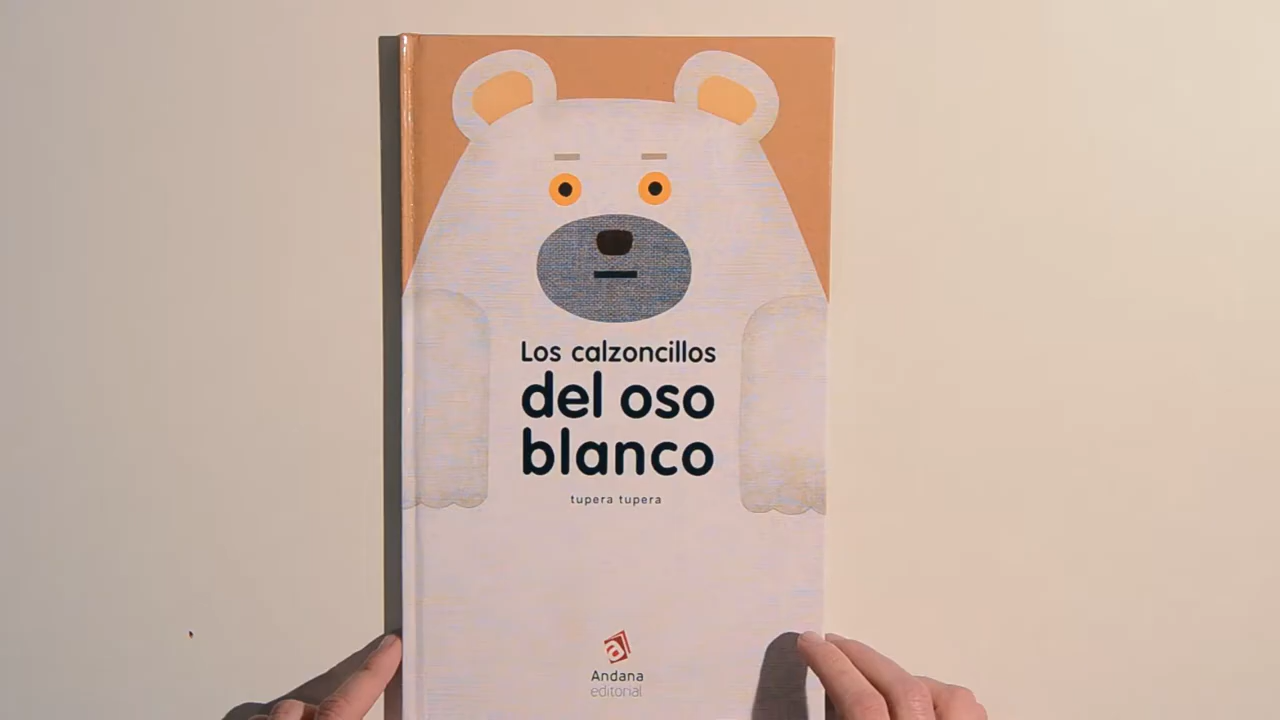 Los calzoncillos
del oso
blanco
tupera tupera
a
Andana
editorial